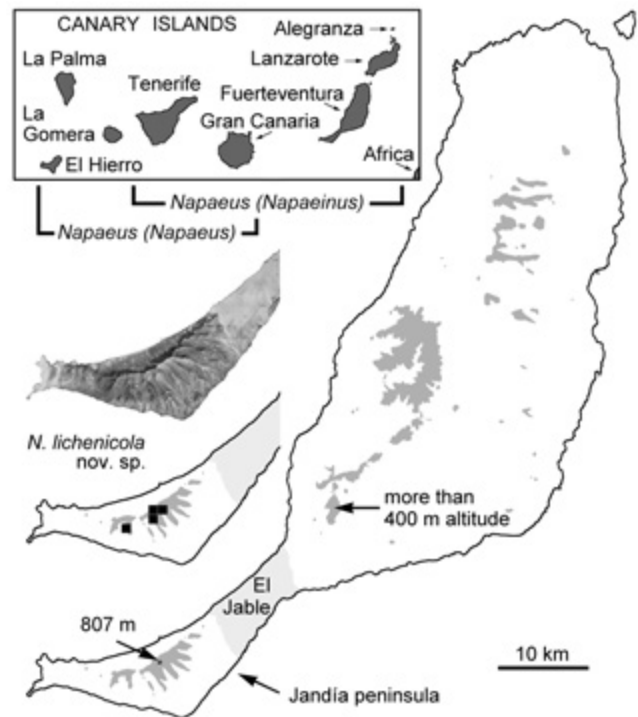 CANARY ISLANDS
Alegranza
La Palma
Lanzarote
Tenerife
Fuerteventura
La
Gomera
Gran Canaria
El Hierro
Africa
Napaeus (Napaeinus)
Napaeus (Napaeus)
N. lichenicola
nov. sp.
more than
400 m altitude
El
Jable
807 m
10 km
Jandía peninsula